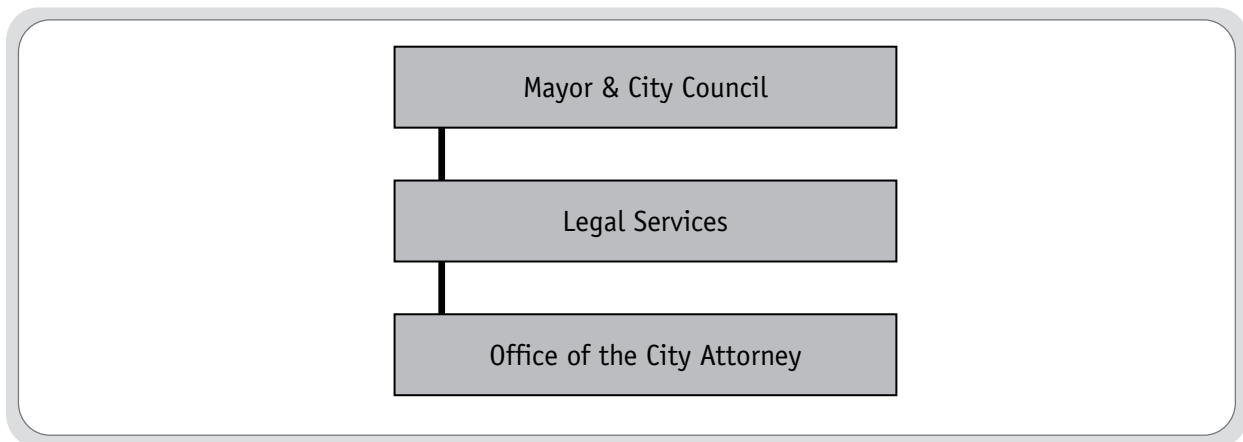 Mayor & City Council
Legal Services
Office of the City Attorney